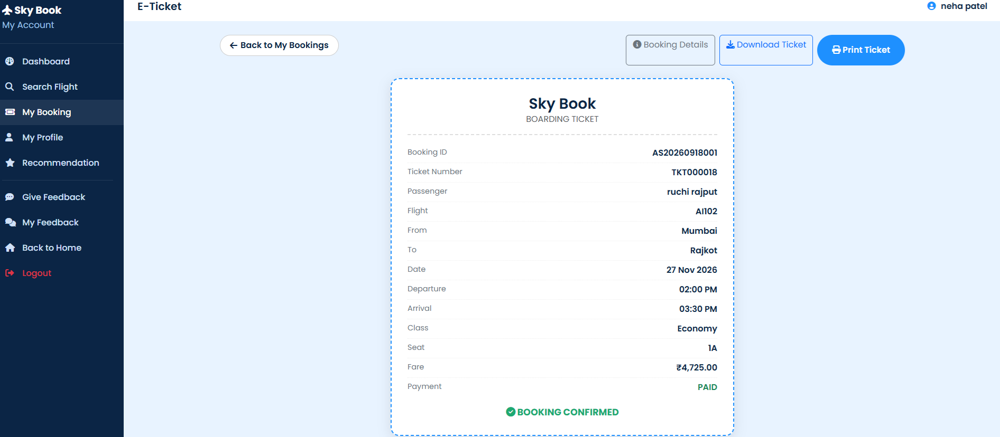 Sky Book
My Account
Dashboard
Search Flight
My Booking
My Profile
Recommendation
Give Feedback
My Feedback
Back to Home
Logout
E-Ticket
neha patel
Back to My Bookings
Booking Details
Download Ticket
Print Ticket
Sky Book
BOARDING TICKET
Booking ID AS20260918001
Ticket Number TKT000018
Passenger ruchi rajput
Flight AI102
From Mumbai
To Rajkot
Date 27 Nov 2026
Departure 02:00 PM
Arrival 03:30 PM
Class Economy
Seat 1A
Fare ₹4,725.00
Payment PAID
BOOKING CONFIRMED